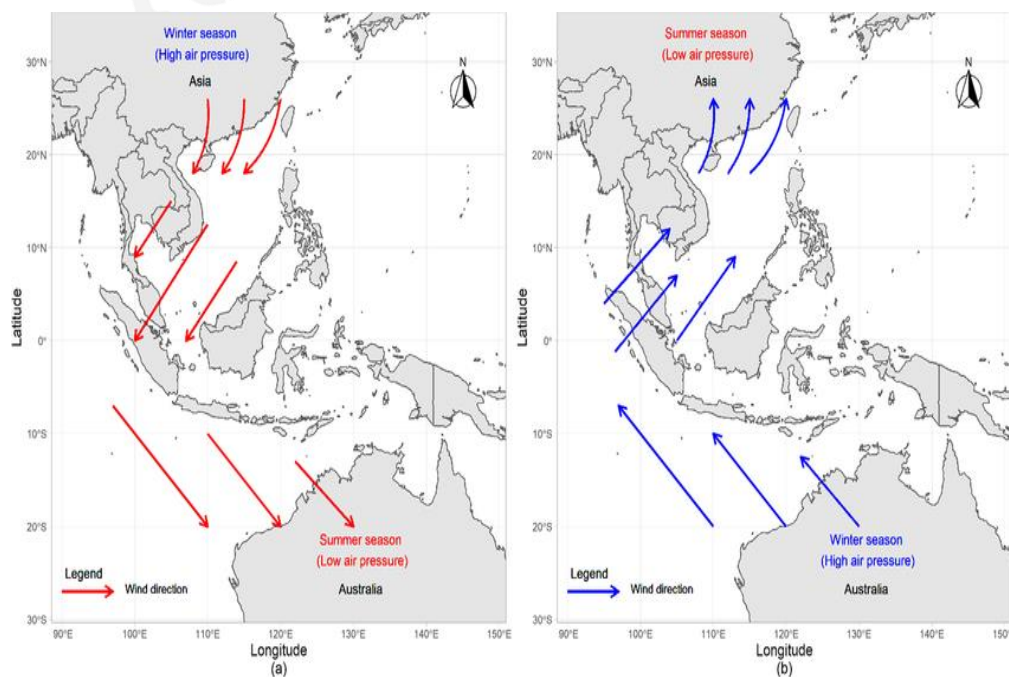 Winter season
(High air pressure)
Asia
N
30°N
20°N
10°N
0°
10°S
20°S
30°S
Latitude
Summer season
(Low air pressure)
Australia
Legend
Wind direction
90°E
100°E
110°E
120°E
130°E
140°E
150°E
Longitude
(a)
Summer season
(Low air pressure)
Asia
N
30°N
20°N
10°N
0°
10°S
20°S
30°S
Latitude
Winter season
(High air pressure)
Australia
Legend
Wind direction
90°E
100°E
110°E
120°E
130°E
140°E
150°E
Longitude
(b)